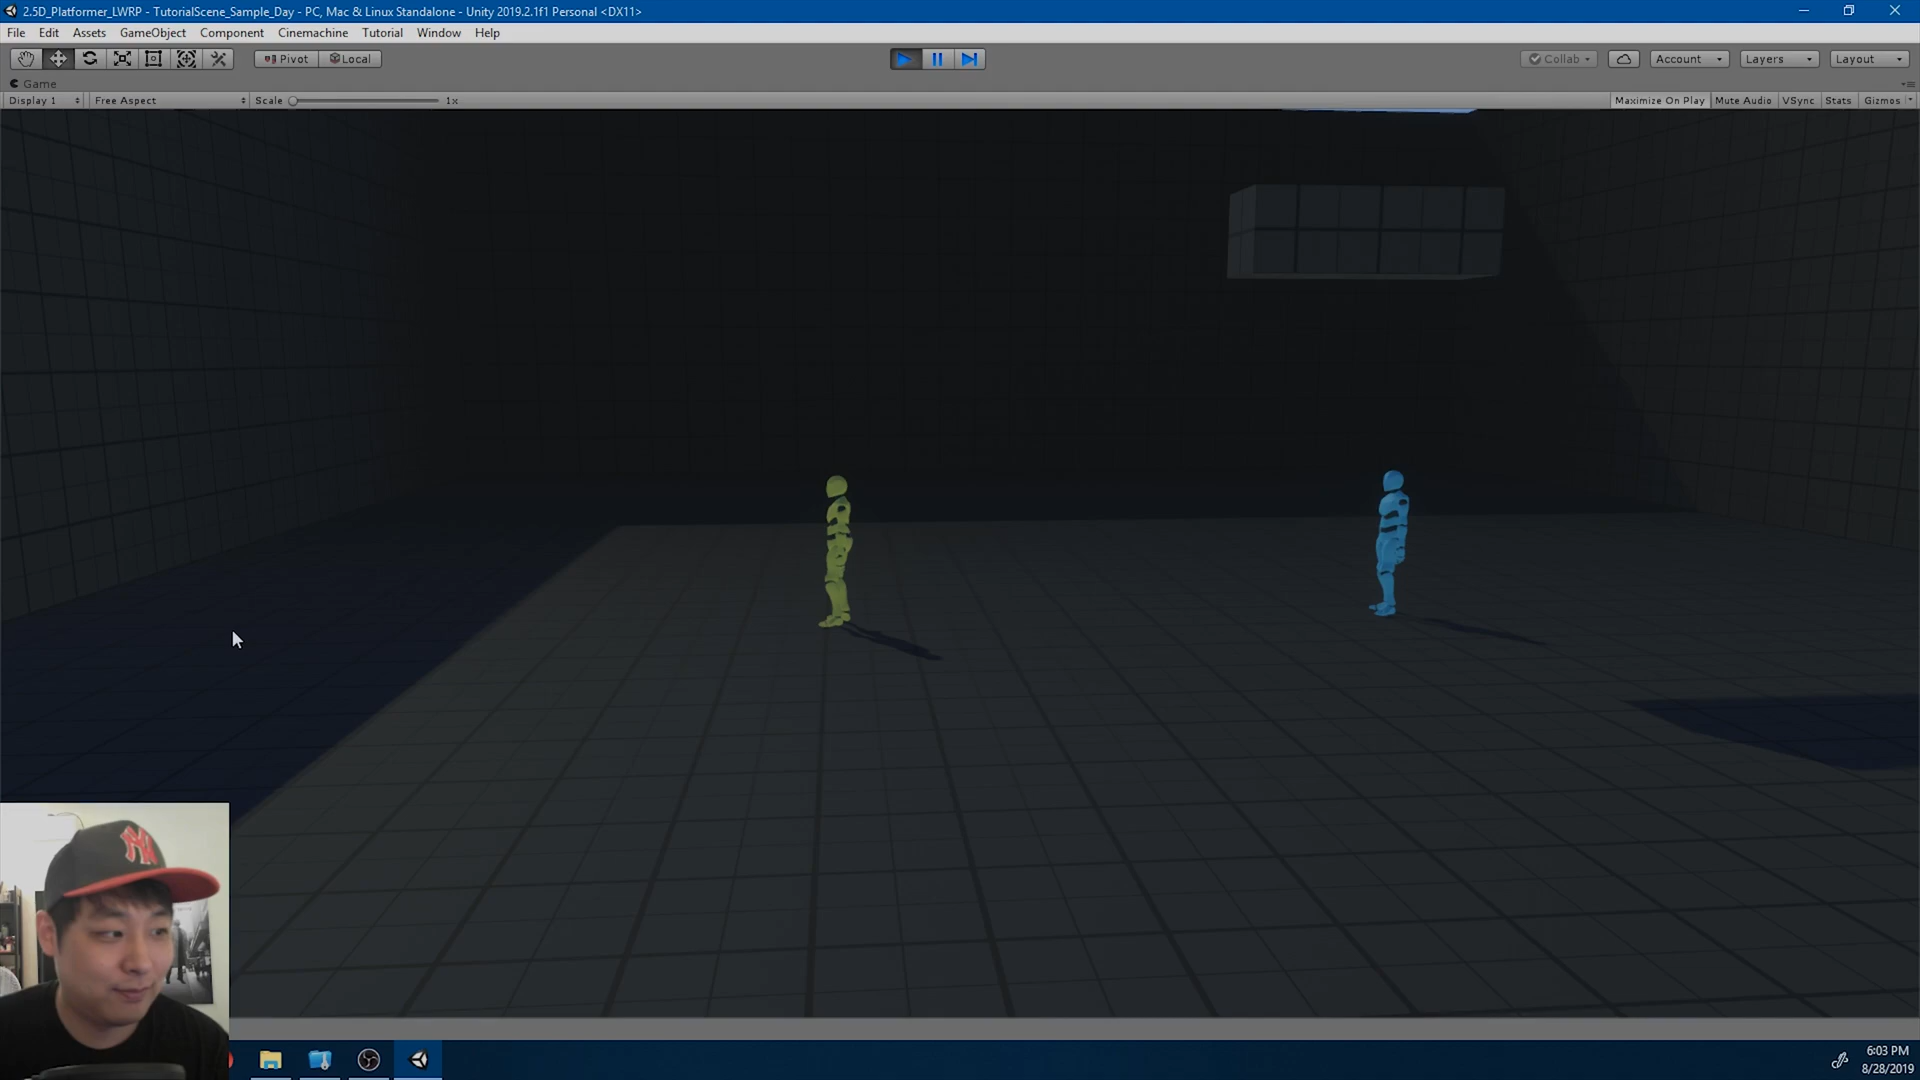 2.5D_Platformer_LWRP - TutorialScene_Sample_Day - PC, Mac & Linux Standalone - Unity 2019.2.1f1 Personal <DX11>
File Edit Assets GameObject Component Cinemachine Tutorial Window Help
Pivot Local Collab Account Layers Layout
Game
Display 1 Free Aspect Scale 1x Maximize On Play Mute Audio VSync Stats Gizmos
NY
6:03 PM
8/28/2019